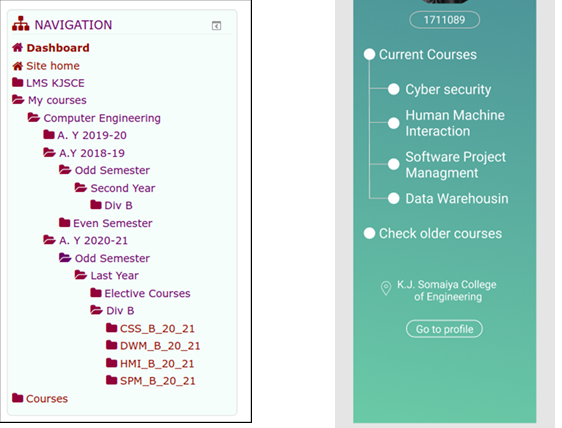 NAVIGATION
Dashboard
Site home
LMS KJSCE
My courses
Computer Engineering
A. Y 2019-20
A.Y 2018-19
Odd Semester
Second Year
Div B
Even Semester
A. Y 2020-21
Odd Semester
Last Year
Elective Courses
Div B
CSS_B_20_21
DWM_B_20_21
HMI_B_20_21
SPM_B_20_21
Courses
1711089
Current Courses
Cyber security
Human Machine
Interaction
Software Project
Managment
Data Warehousin
Check older courses
K.J. Somaiya College
of Engineering
Go to profile